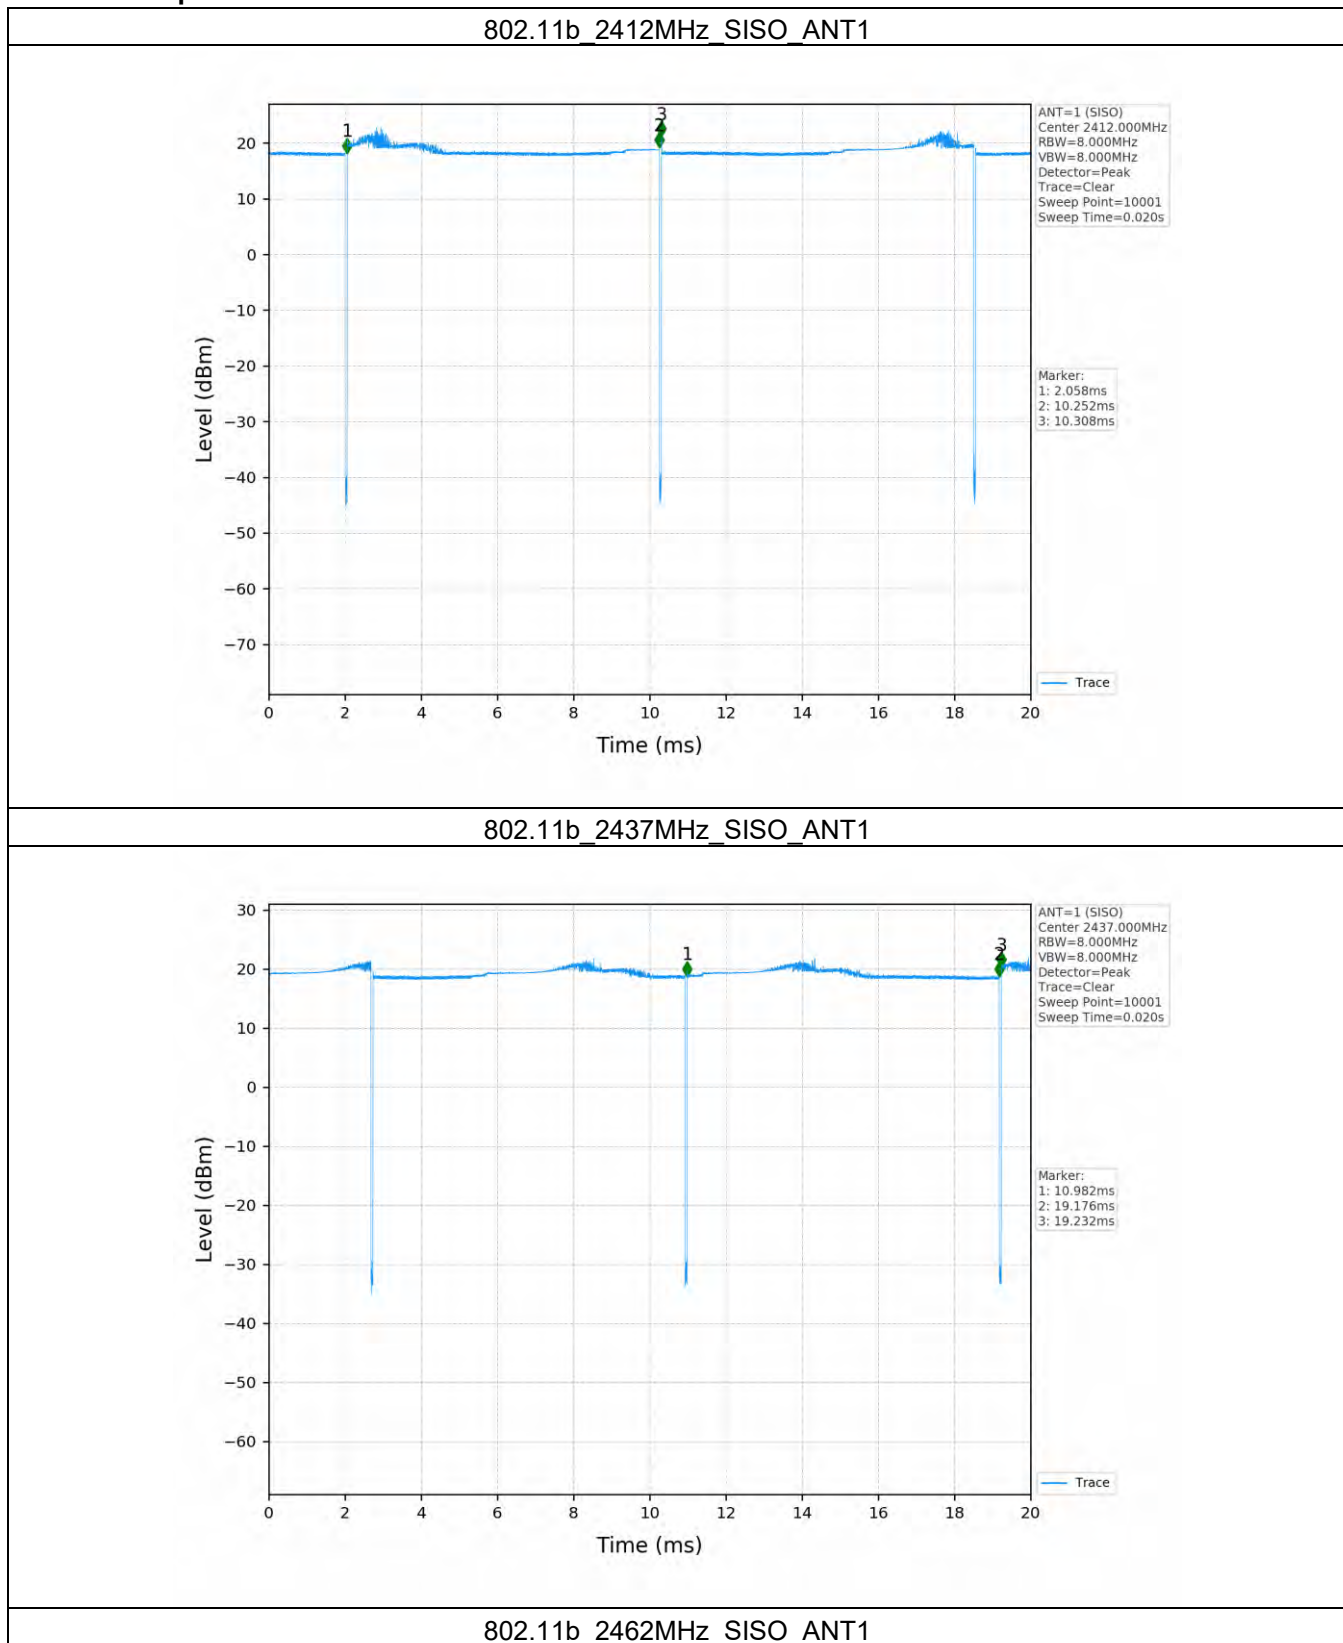 802.11b_2412MHz_SISO_ANT1
ANT=1 (SISO)
Center 2412.000MHz
RBW=8.000MHz
VBW=8.000MHz
Detector=Peak
Trace=Clear
Sweep Point=10001
Sweep Time=0.020s
1
2
3
20
10
0
−10
−20
−30
−40
−50
−60
−70
Level (dBm)
Marker:
1: 2.058ms
2: 10.252ms
3: 10.308ms
Trace
0 2 4 6 8 10 12 14 16 18 20
Time (ms)
802.11b_2437MHz_SISO_ANT1
ANT=1 (SISO)
Center 2437.000MHz
RBW=8.000MHz
VBW=8.000MHz
Detector=Peak
Trace=Clear
Sweep Point=10001
Sweep Time=0.020s
1
2
3
30
20
10
0
−10
−20
−30
−40
−50
−60
Level (dBm)
Marker:
1: 10.982ms
2: 19.176ms
3: 19.232ms
Trace
0 2 4 6 8 10 12 14 16 18 20
Time (ms)
802.11b_2462MHz_SISO_ANT1